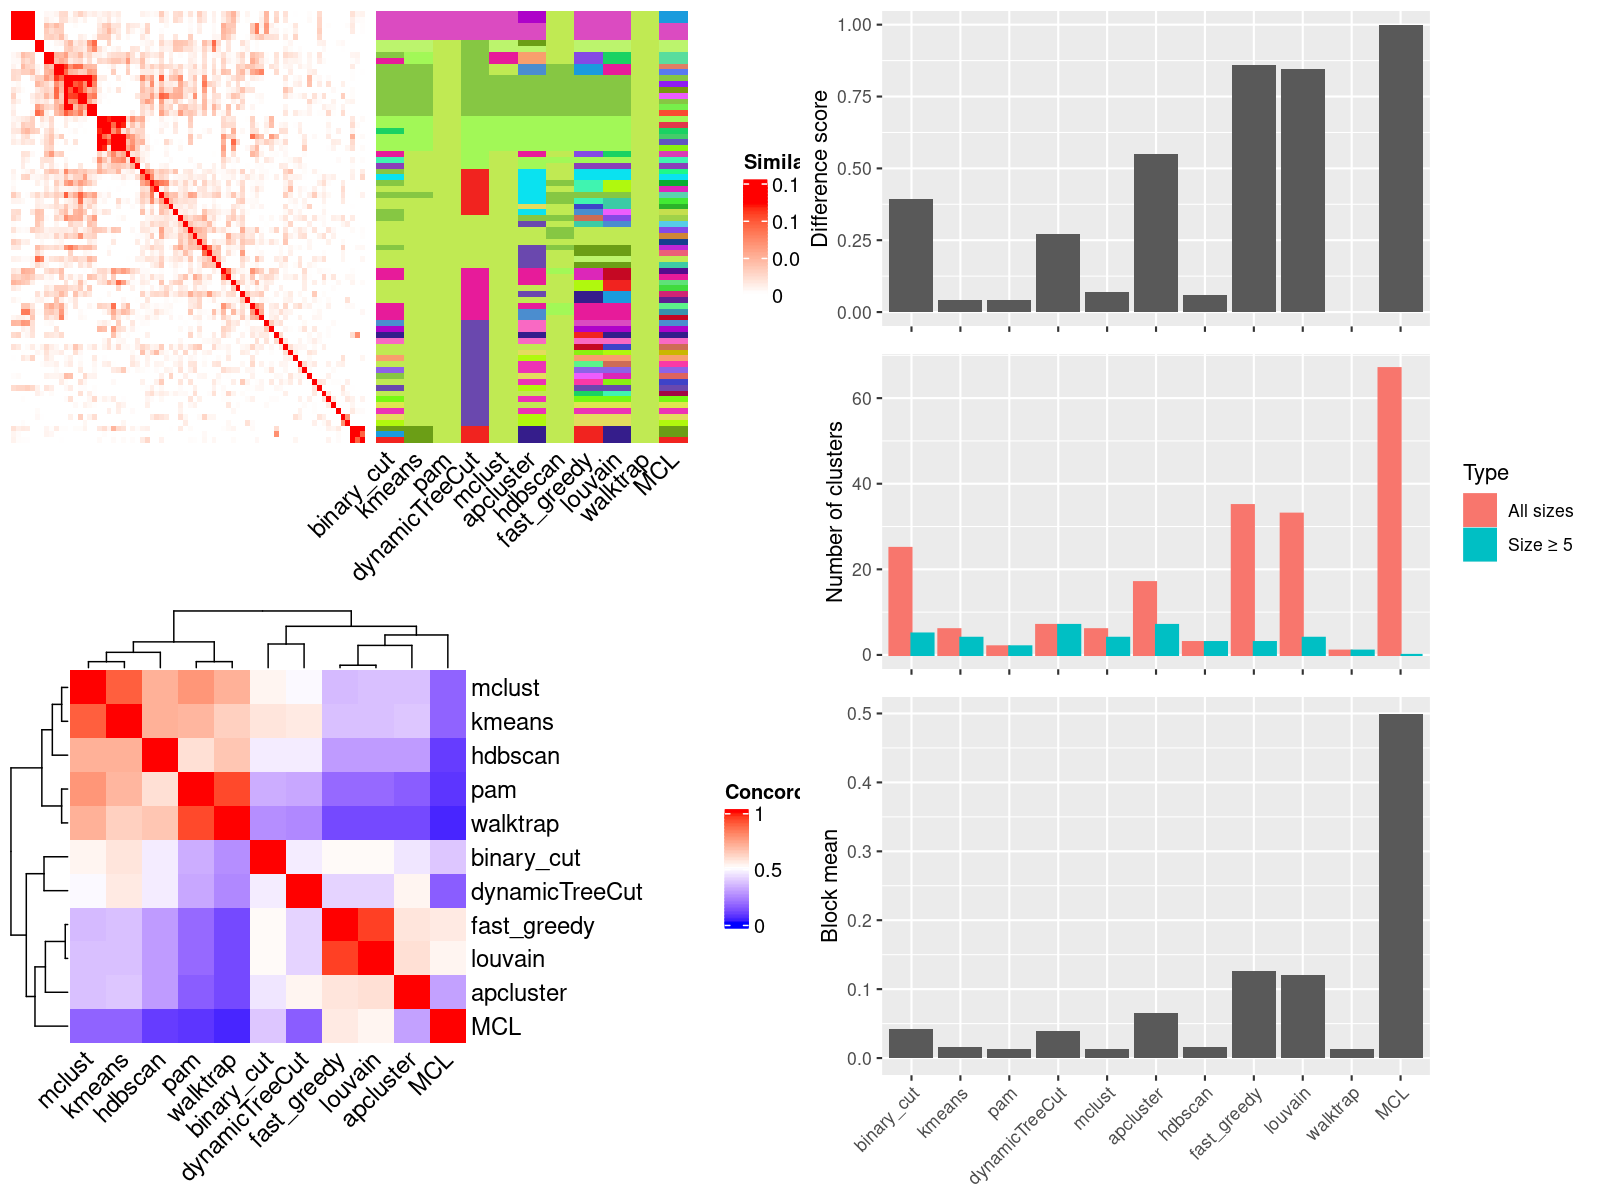 Simila
0.1
0.1
0.0
0
binary_cut
kmeans
pam
dynamicTreeCut
mclust
apcluster
hdbscan
fast_greedy
louvain
walktrap
MCL
mclust
kmeans
hdbscan
pam
walktrap
binary_cut
dynamicTreeCut
fast_greedy
louvain
apcluster
MCL
mclust
kmeans
hdbscan
pam
walktrap
binary_cut
dynamicTreeCut
fast_greedy
louvain
apcluster
MCL
Concord
1
0.5
0
Difference score
1.00
0.75
0.50
0.25
0.00
Number of clusters
60
40
20
0
Type
All sizes
Size ≥ 5
Block mean
0.5
0.4
0.3
0.2
0.1
0.0
binary_cut
kmeans
pam
dynamicTreeCut
mclust
apcluster
hdbscan
fast_greedy
louvain
walktrap
MCL